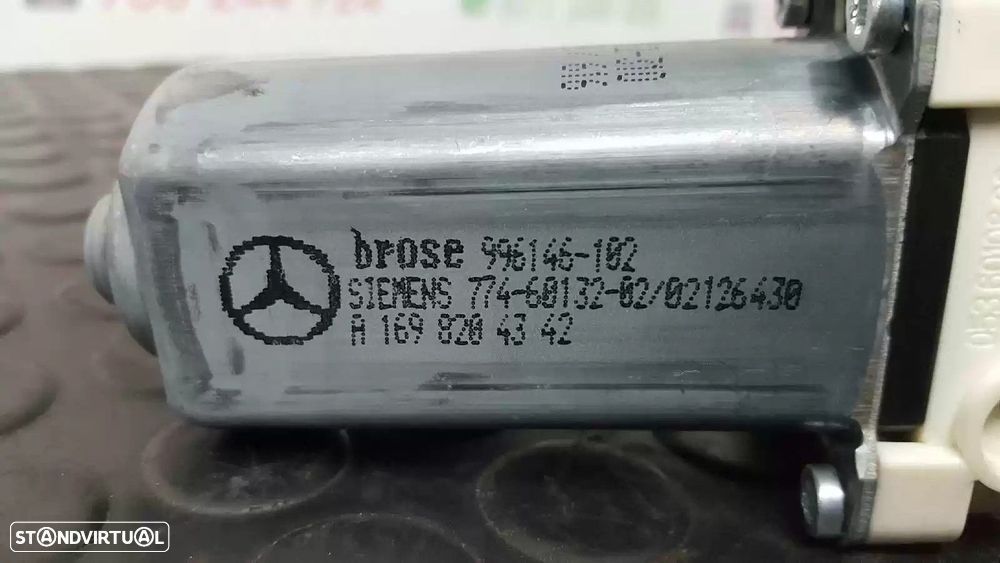 brose 996146-102
SIEMENS 774-60132-02/02126430
A 169 820 43 42
STANDVIRTUAL